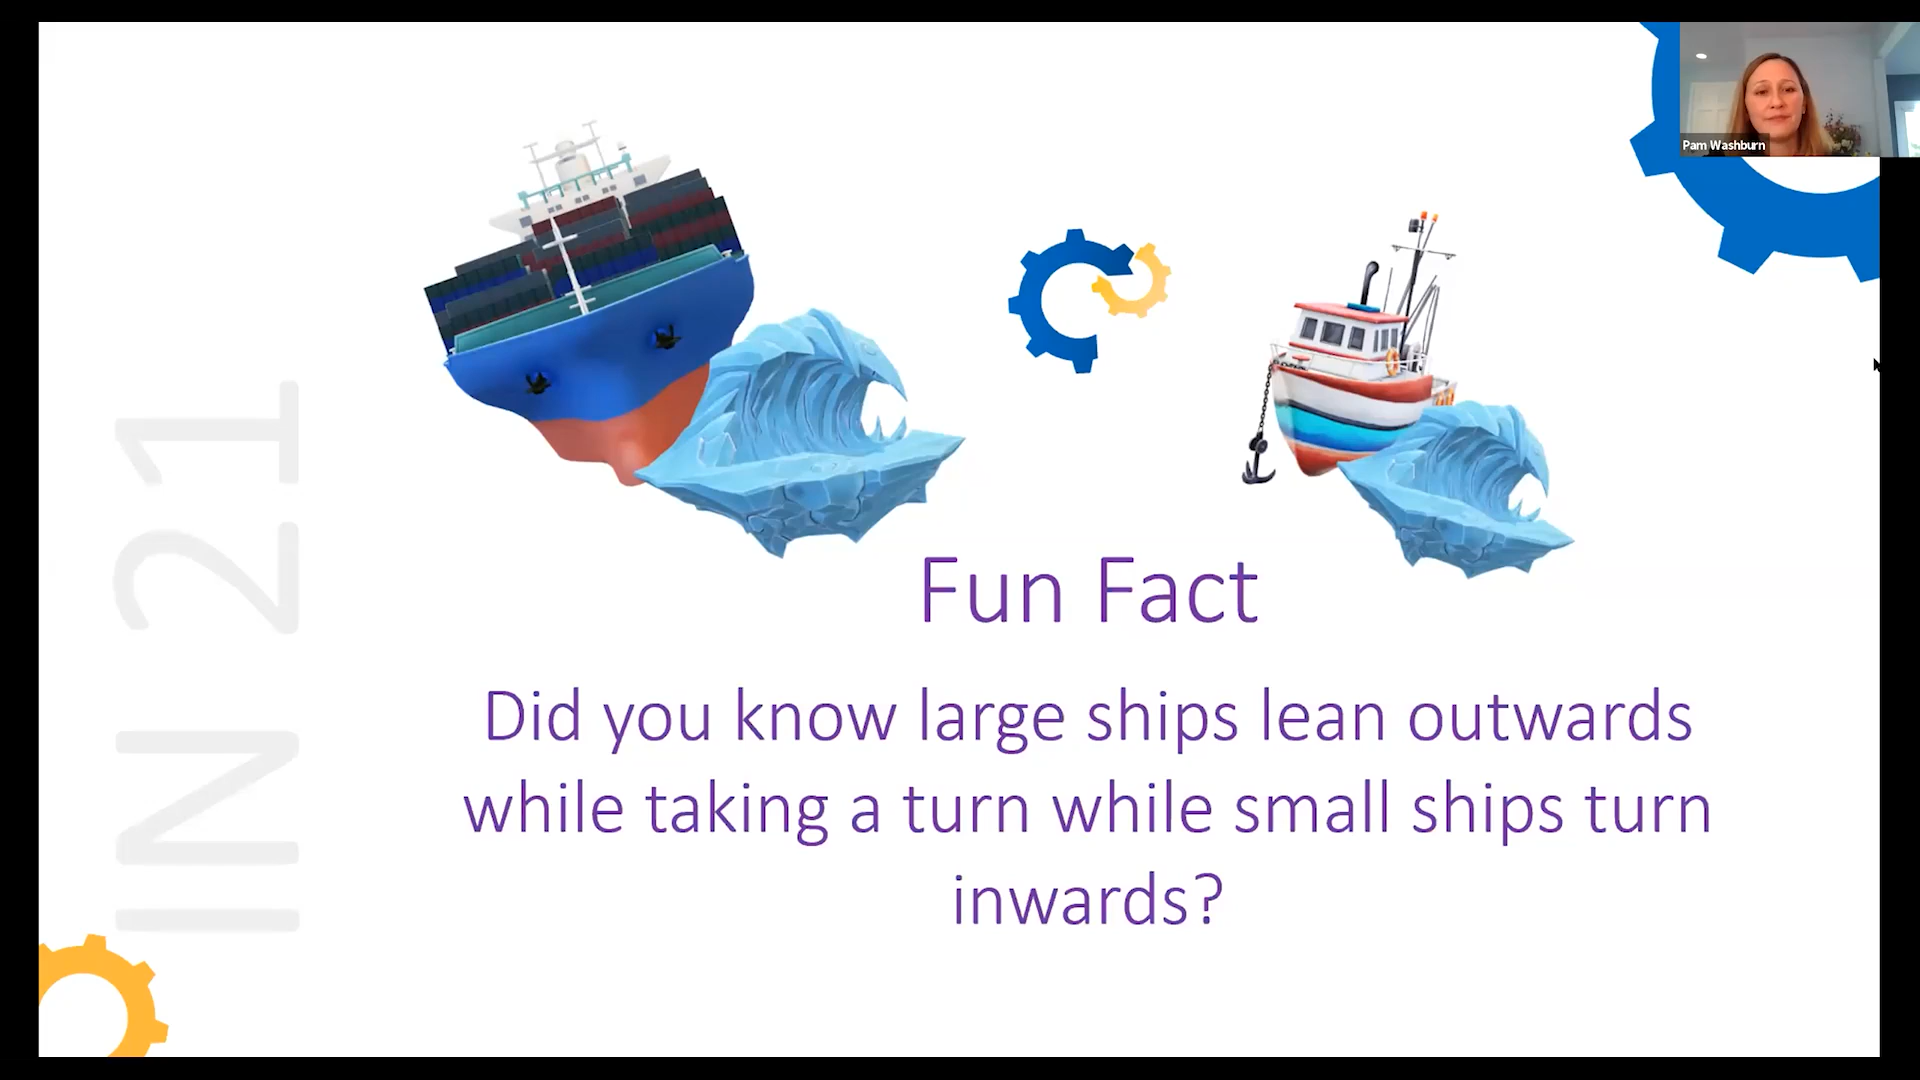 Pam Washburn
IN 21
Fun Fact
Did you know large ships lean outwards
while taking a turn while small ships turn
inwards?